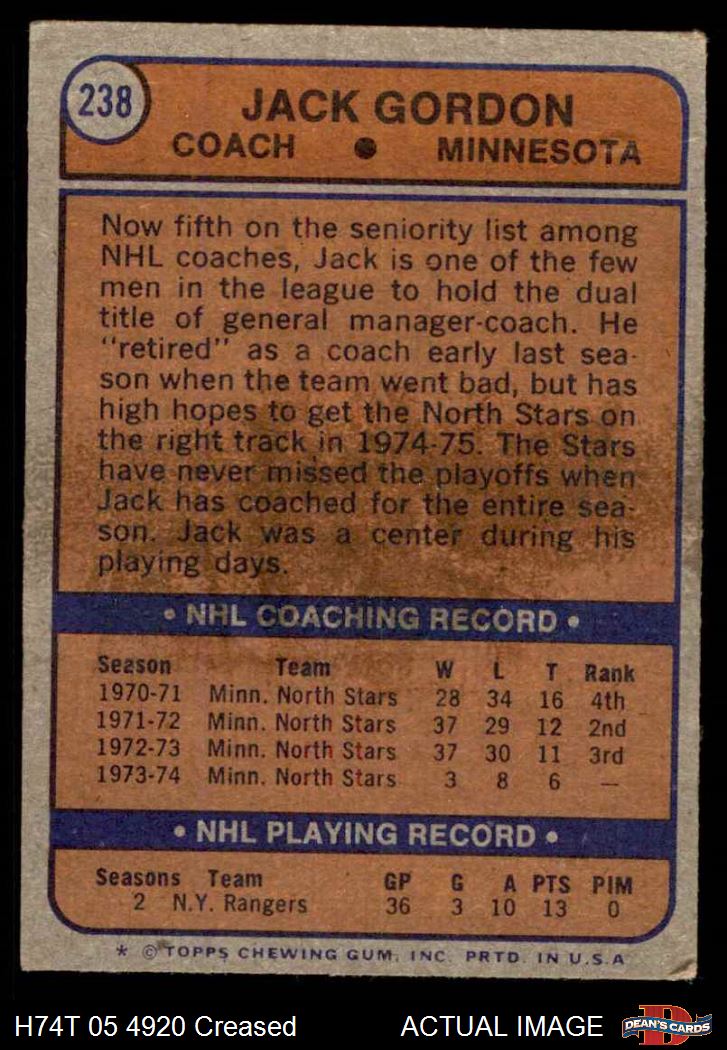 238
JACK GORDON
COACH ● MINNESOTA
Now fifth on the seniority list among
NHL coaches, Jack is one of the few
men in the league to hold the dual
title of general manager-coach. He
"retired" as a coach early last sea-
son when the team went bad, but has
high hopes to get the North Stars on
the right track in 1974-75. The Stars
have never missed the playoffs when
Jack has coached for the entire sea-
son. Jack was a center during his
playing days.
• NHL COACHING RECORD •
Season Team W L T Rank
1970-71 Minn. North Stars 28 34 16 4th
1971-72 Minn. North Stars 37 29 12 2nd
1972-73 Minn. North Stars 37 30 11 3rd
1973-74 Minn. North Stars 3 8 6 —
• NHL PLAYING RECORD •
Seasons Team GP G A PTS PIM
2 N.Y. Rangers 36 3 10 13 0
* © TOPPS CHEWING GUM, INC. PRTD. IN U.S.A
H74T 05 4920 Creased ACTUAL IMAGE
D
DEAN'S CARDS